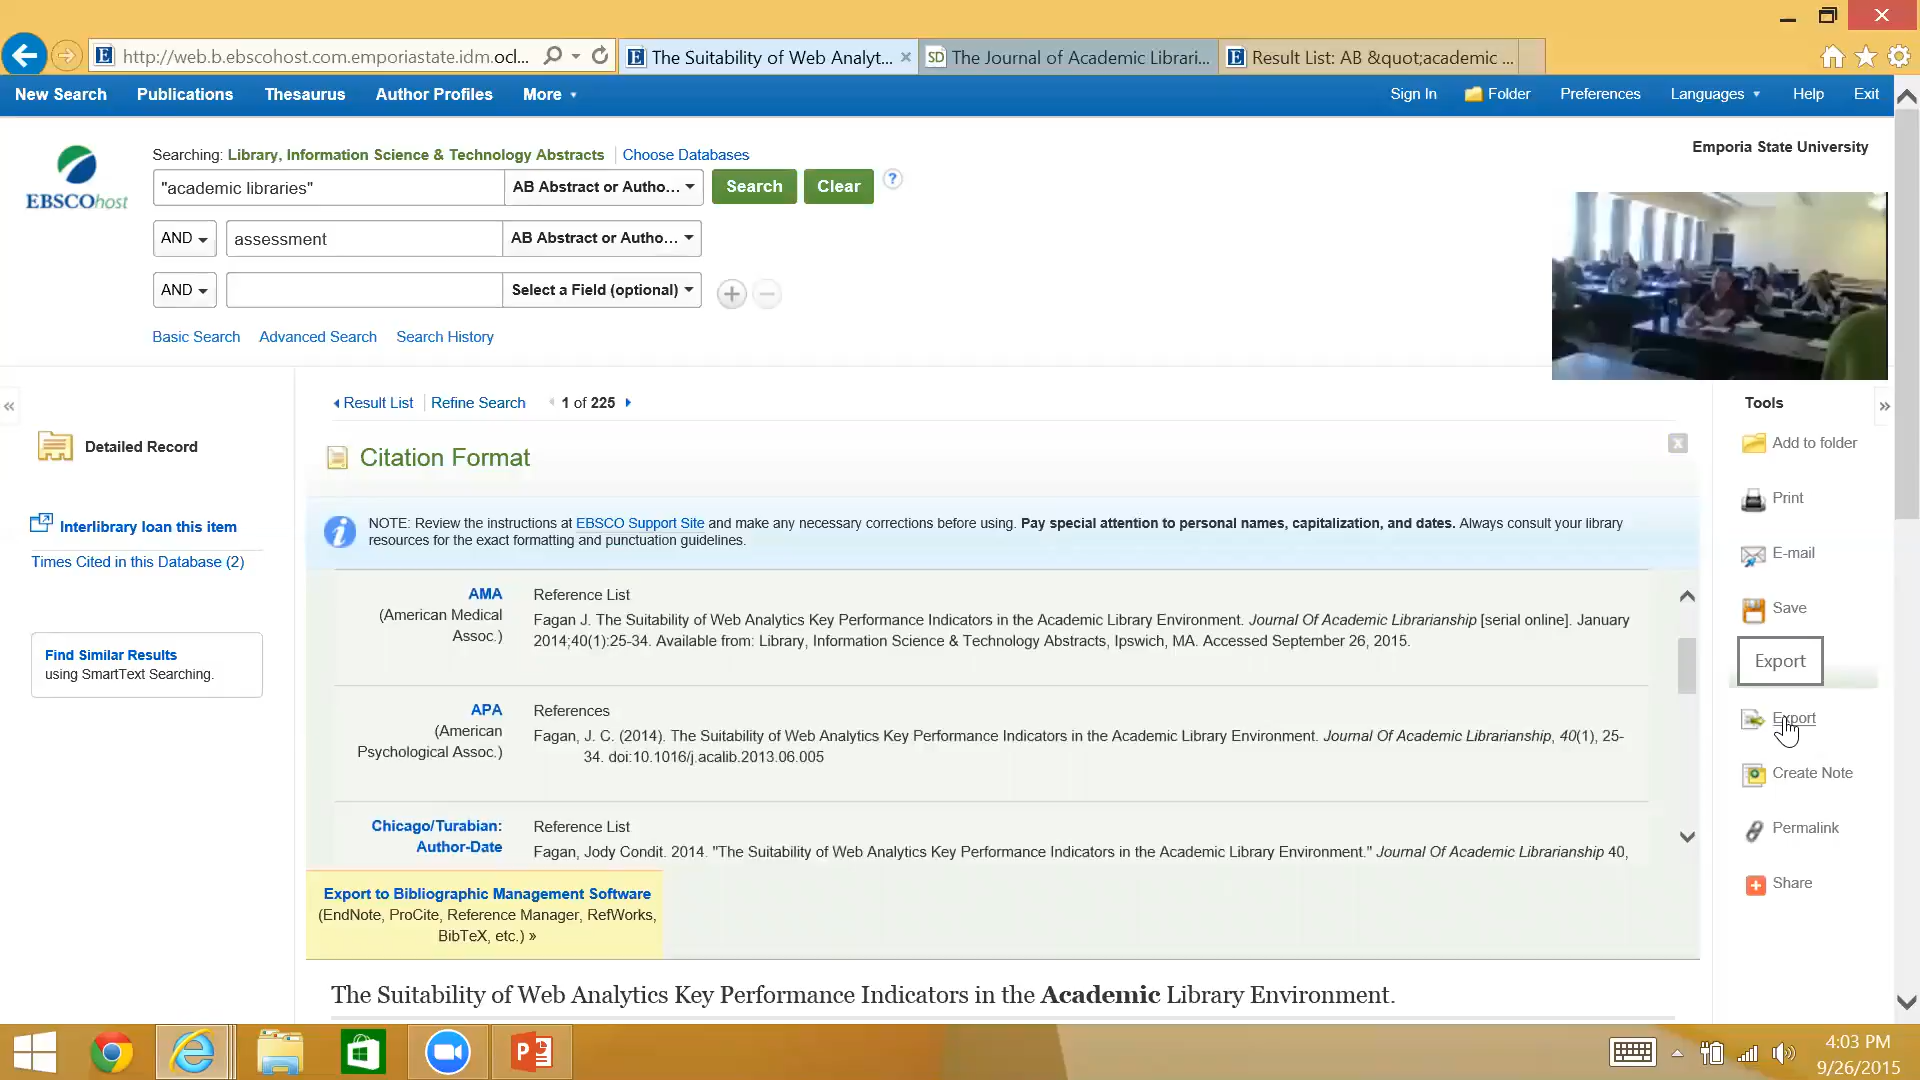 http://web.b.ebscohost.com.emporiastate.idm.ocl...
The Suitability of Web Analyt...
SD The Journal of Academic Librari...
Result List: AB &quot;academic ...
New Search
Publications
Thesaurus
Author Profiles
More
Sign In
Folder
Preferences
Languages
Help
Exit
EBSCOhost
Searching: Library, Information Science & Technology Abstracts
Choose Databases
Emporia State University
"academic libraries"
AB Abstract or Autho...
Search
Clear
?
AND
assessment
AB Abstract or Autho...
AND
Select a Field (optional)
Basic Search
Advanced Search
Search History
«
Result List
Refine Search
1 of 225
Tools
»
Detailed Record
Interlibrary loan this item
Times Cited in this Database (2)
Find Similar Results
using SmartText Searching.
Citation Format
x
NOTE: Review the instructions at EBSCO Support Site and make any necessary corrections before using. Pay special attention to personal names, capitalization, and dates. Always consult your library
resources for the exact formatting and punctuation guidelines.
AMA
(American Medical
Assoc.)
Reference List
Fagan J. The Suitability of Web Analytics Key Performance Indicators in the Academic Library Environment. Journal Of Academic Librarianship [serial online]. January
2014;40(1):25-34. Available from: Library, Information Science & Technology Abstracts, Ipswich, MA. Accessed September 26, 2015.
APA
(American
Psychological Assoc.)
References
Fagan, J. C. (2014). The Suitability of Web Analytics Key Performance Indicators in the Academic Library Environment. Journal Of Academic Librarianship, 40(1), 25-
34. doi:10.1016/j.acalib.2013.06.005
Chicago/Turabian:
Author-Date
Reference List
Fagan, Jody Condit. 2014. "The Suitability of Web Analytics Key Performance Indicators in the Academic Library Environment." Journal Of Academic Librarianship 40,
Export to Bibliographic Management Software
(EndNote, ProCite, Reference Manager, RefWorks,
BibTeX, etc.) »
The Suitability of Web Analytics Key Performance Indicators in the Academic Library Environment.
Add to folder
Print
E-mail
Save
Export
Export
Create Note
Permalink
Share
4:03 PM
9/26/2015